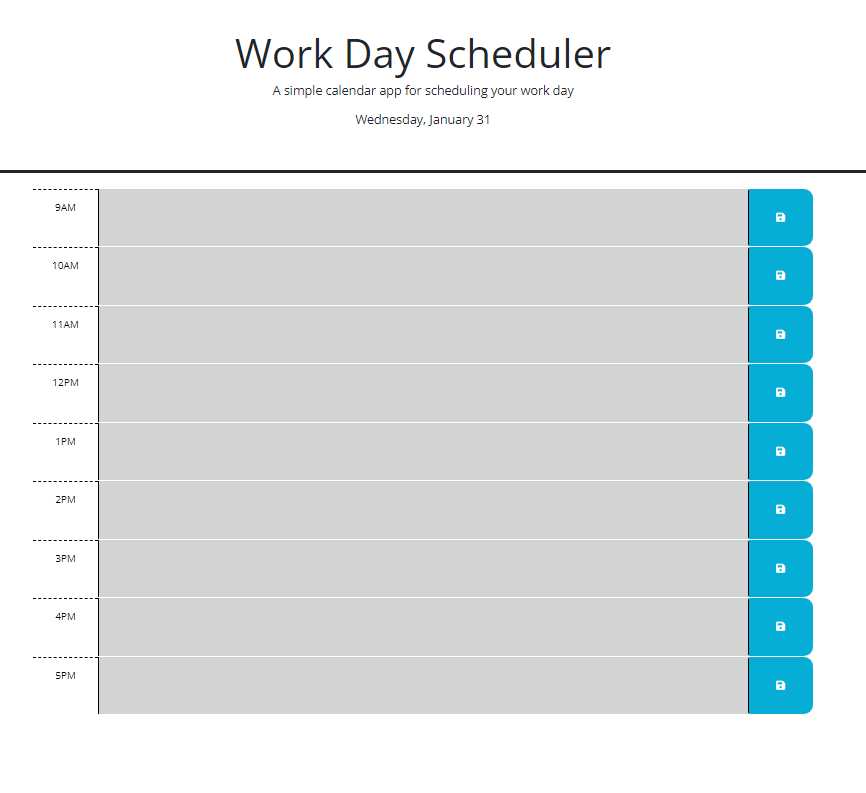 Work Day Scheduler
A simple calendar app for scheduling your work day
Wednesday, January 31
9AM
10AM
11AM
12PM
1PM
2PM
3PM
4PM
5PM